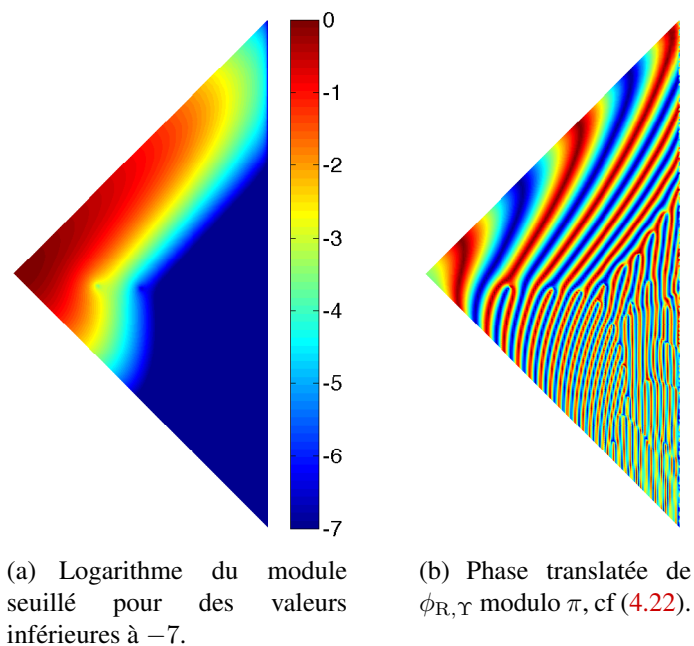 0
-1
-2
-3
-4
-5
-6
-7
(a) Logarithme du module
seuillé pour des valeurs
inférieures à −7.
(b) Phase translatée de
ϕR,ϒ modulo π, cf (4.22).